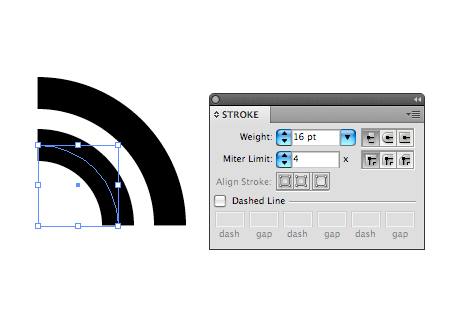 STROKE
Weight: 16 pt
Miter Limit: 4 x
Align Stroke:
Dashed Line
dash gap dash gap dash gap